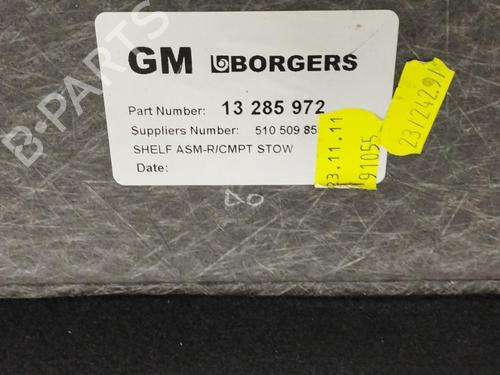 GM BORGERS
Part Number: 13 285 972
Suppliers Number: 510 509 85
SHELF ASM-R/CMPT STOW
Date:
23.11.11
91055
23/242.9/
B-PARTS